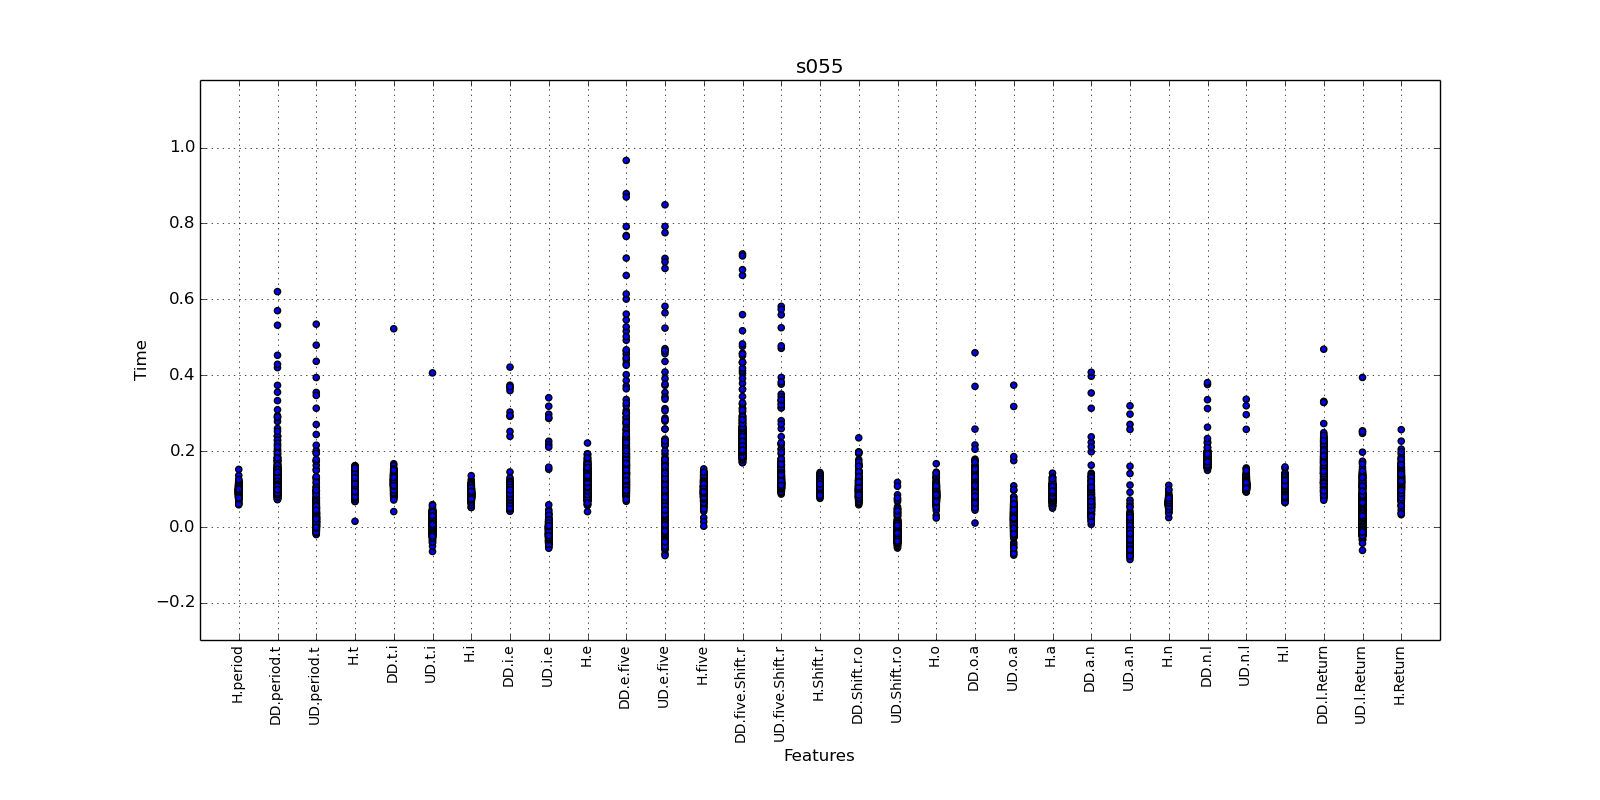 s055
1.0
0.8
0.6
0.4
0.2
0.0
−0.2
Time
H.period
DD.period.t
UD.period.t
H.t
DD.t.i
UD.t.i
H.i
DD.i.e
UD.i.e
H.e
DD.e.five
UD.e.five
H.five
DD.five.Shift.r
UD.five.Shift.r
H.Shift.r
DD.Shift.r.o
UD.Shift.r.o
H.o
DD.o.a
UD.o.a
H.a
DD.a.n
UD.a.n
H.n
DD.n.l
UD.n.l
H.l
DD.l.Return
UD.l.Return
H.Return
Features